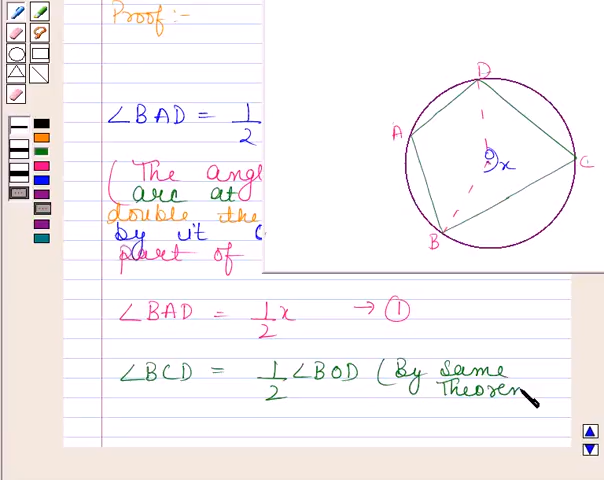 Proof :-
∠BAD = 1/2
( The angl
arc at
double the
by it
part of
∠BAD = 1/2 x → ①
∠BCD = 1/2 ∠BOD ( By same
Theorem
D
A
O x
C
B